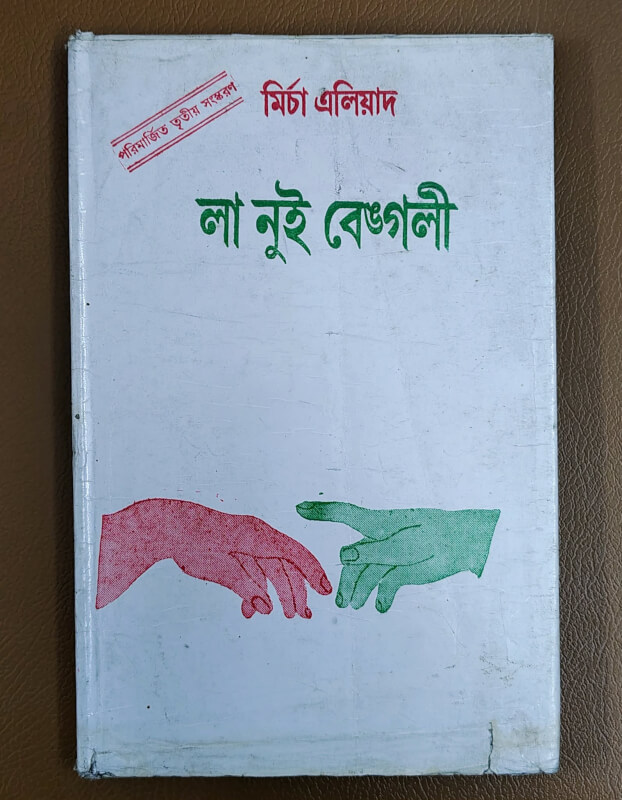 মির্চা এলিয়াদ
পরিমার্জিত তৃতীয় সংস্করণ
লা নুই বেঙ্গলী